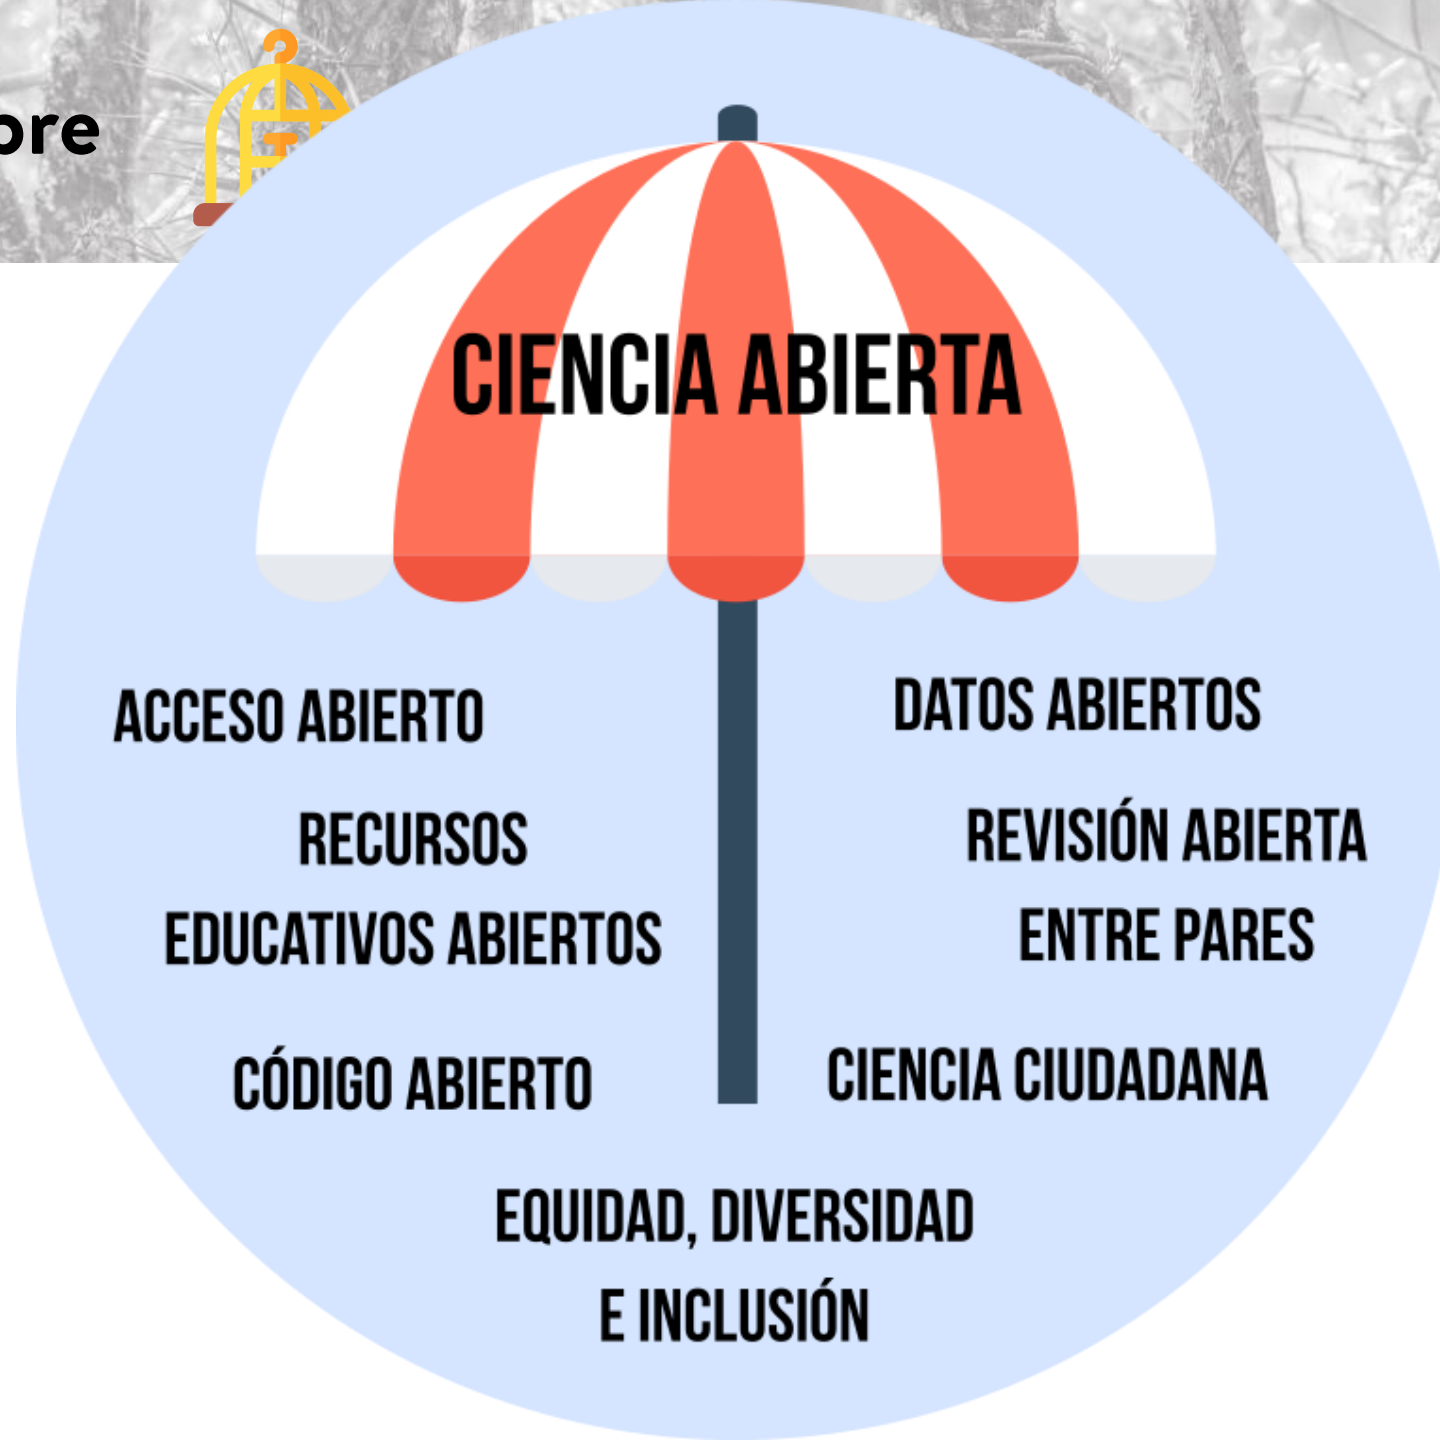 CIENCIA ABIERTA
ACCESO ABIERTO
DATOS ABIERTOS
RECURSOS
EDUCATIVOS ABIERTOS
REVISIÓN ABIERTA
ENTRE PARES
CÓDIGO ABIERTO
CIENCIA CIUDADANA
EQUIDAD, DIVERSIDAD
E INCLUSIÓN